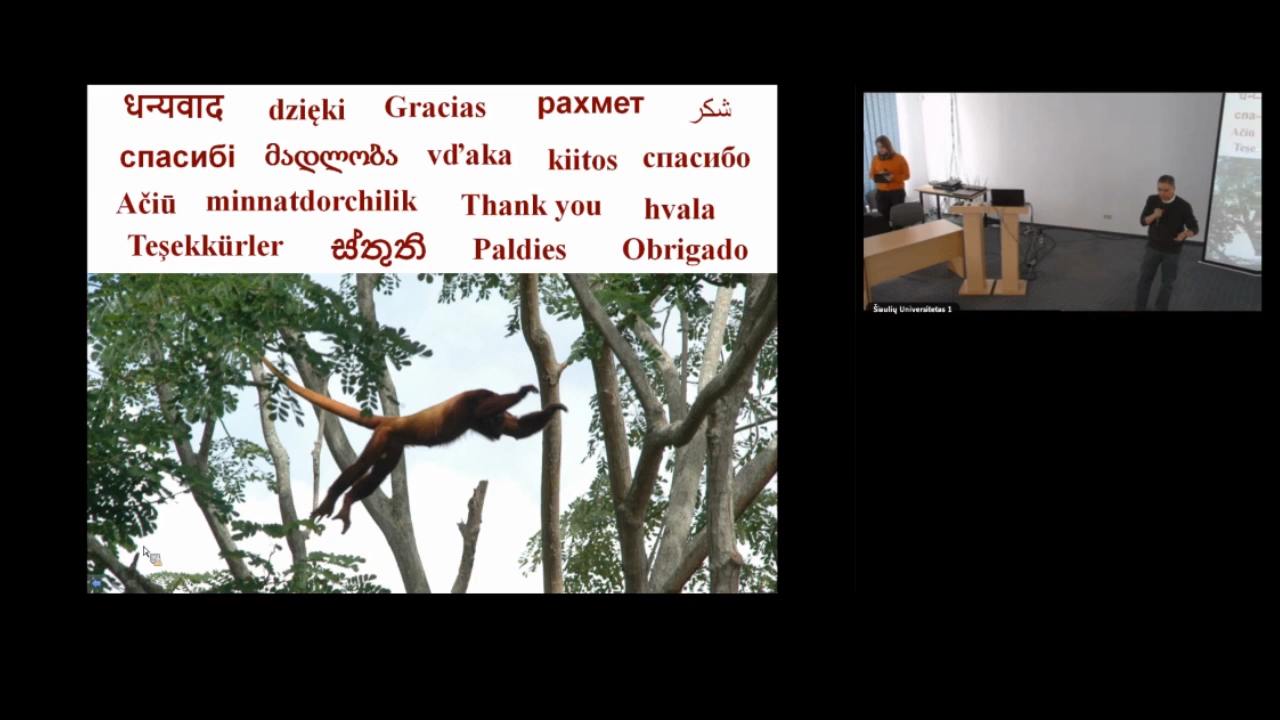 धन्यवाद dzięki Gracias рахмет شكر
спасибі მადლობა vďaka kiitos спасибо
Ačiū minnatdorchilik Thank you hvala
Teşekkürler ස්තුති Paldies Obrigado
Šiaulių Universitetas 1